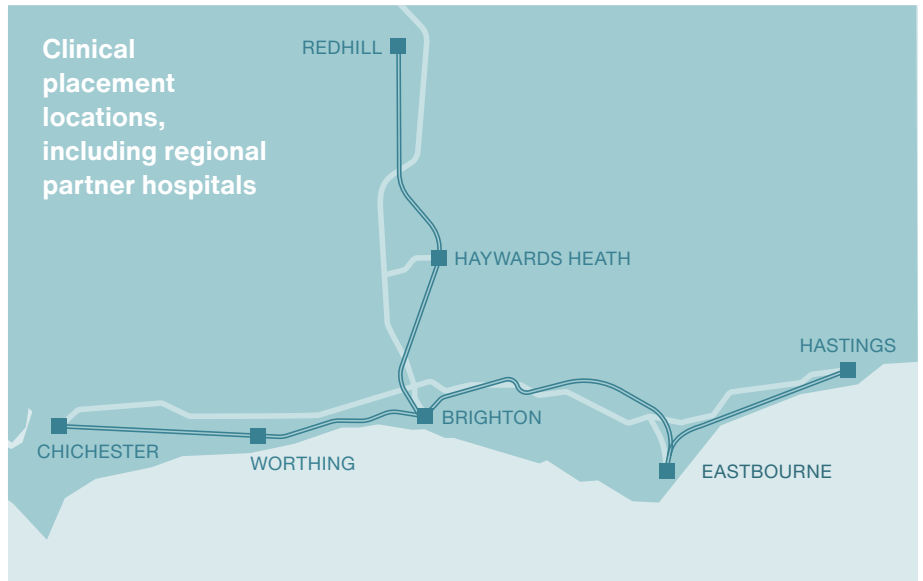 Clinical
placement
locations,
including regional
partner hospitals
REDHILL
HAYWARDS HEATH
HASTINGS
BRIGHTON
CHICHESTER
WORTHING
EASTBOURNE